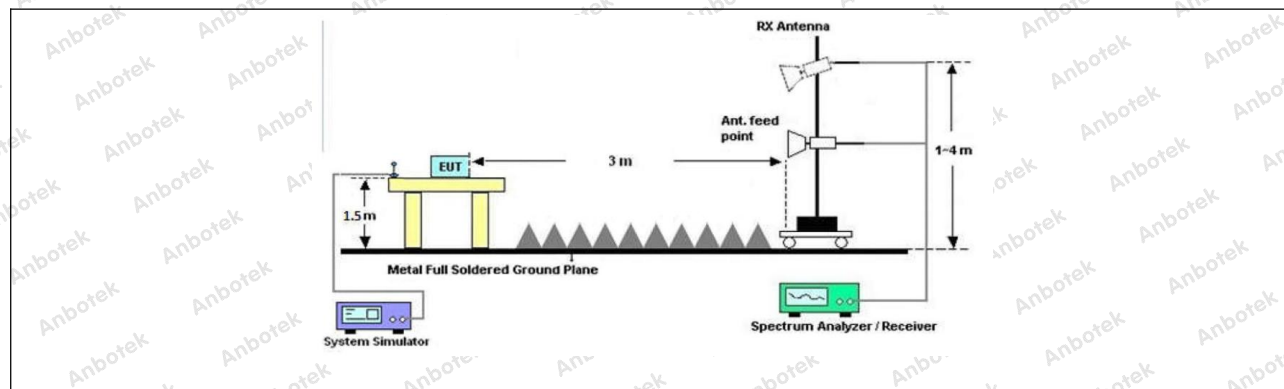 RX Antenna
Ant. feed
point
EUT
3 m
1~4 m
1.5 m
Metal Full Soldered Ground Plane
System Simulator
Spectrum Analyzer / Receiver
Anbotek